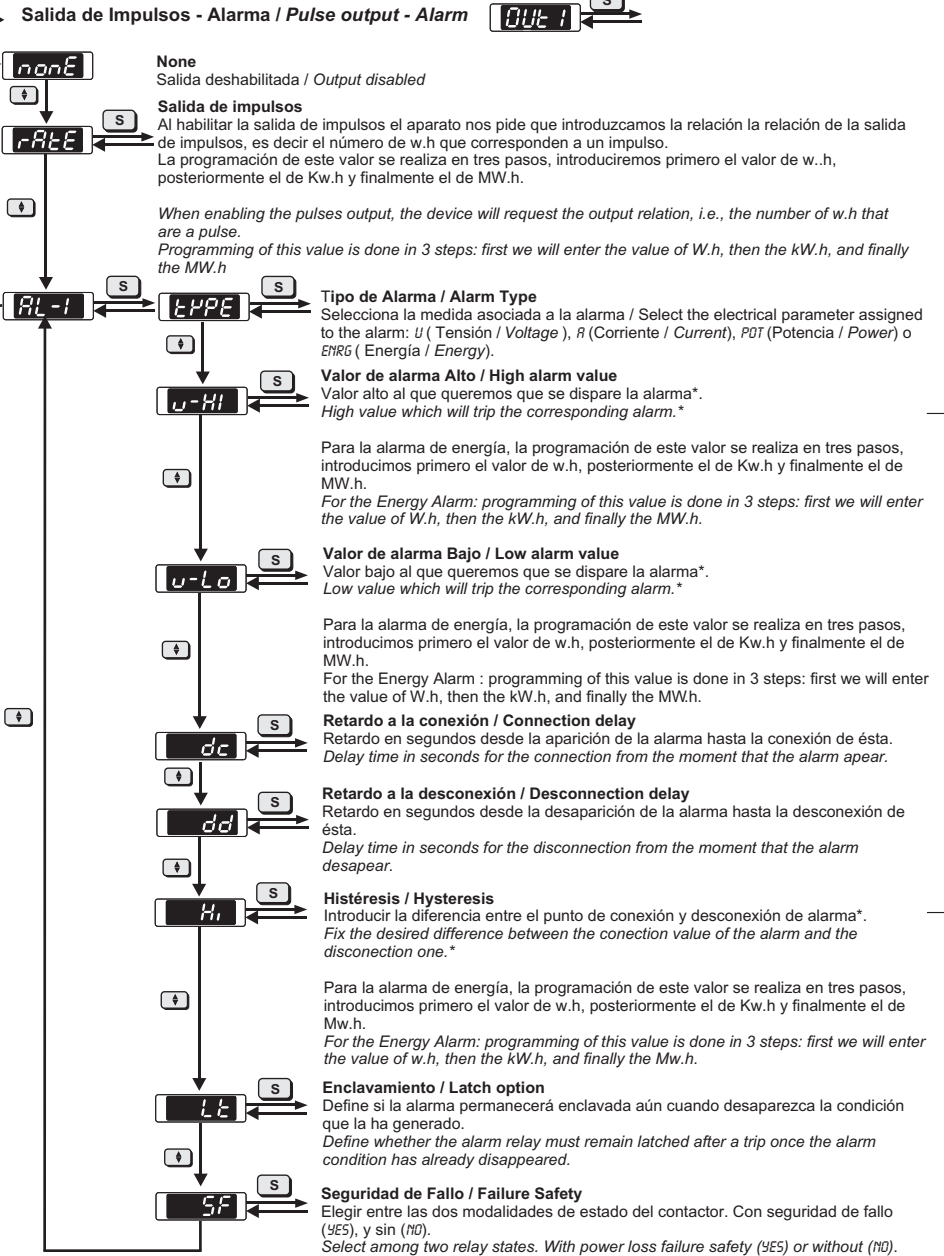 Salida de Impulsos - Alarma / Pulse output - Alarm
OUt 1
S
nonE
None
Salida deshabilitada / Output disabled
rAtE
S
Salida de impulsos
Al habilitar la salida de impulsos el aparato nos pide que introduzcamos la relación la relación de la salida
de impulsos, es decir el número de w.h que corresponden a un impulso.
La programación de este valor se realiza en tres pasos, introduciremos primero el valor de w..h,
posteriormente el de Kw.h y finalmente el de MW.h.
When enabling the pulses output, the device will request the output relation, i.e., the number of w.h that
are a pulse.
Programming of this value is done in 3 steps: first we will enter the value of W.h, then the kW.h, and finally
the MW.h
AL-1
S
tYPE
S
Tipo de Alarma / Alarm Type
Selecciona la medida asociada a la alarma / Select the electrical parameter assigned
to the alarm: U ( Tensión / Voltage ), A (Corriente / Current), POT (Potencia / Power) o
ENRG ( Energía / Energy).
u-HI
S
Valor de alarma Alto / High alarm value
Valor alto al que queremos que se dispare la alarma*.
High value which will trip the corresponding alarm.*
Para la alarma de energía, la programación de este valor se realiza en tres pasos,
introducimos primero el valor de w.h, posteriormente el de Kw.h y finalmente el de
MW.h.
For the Energy Alarm: programming of this value is done in 3 steps: first we will enter
the value of W.h, then the kW.h, and finally the MW.h.
u-Lo
S
Valor de alarma Bajo / Low alarm value
Valor bajo al que queremos que se dispare la alarma*.
Low value which will trip the corresponding alarm.*
Para la alarma de energía, la programación de este valor se realiza en tres pasos,
introducimos primero el valor de w.h, posteriormente el de Kw.h y finalmente el de
MW.h.
For the Energy Alarm : programming of this value is done in 3 steps: first we will enter
the value of W.h, then the kW.h, and finally the MW.h.
dc
S
Retardo a la conexión / Connection delay
Retardo en segundos desde la aparición de la alarma hasta la conexión de ésta.
Delay time in seconds for the connection from the moment that the alarm apear.
dd
S
Retardo a la desconexión / Desconnection delay
Retardo en segundos desde la desaparición de la alarma hasta la desconexión de
ésta.
Delay time in seconds for the disconnection from the moment that the alarm
desapear.
Hi
S
Histéresis / Hysteresis
Introducir la diferencia entre el punto de conexión y desconexión de alarma*.
Fix the desired difference between the conection value of the alarm and the
disconection one.*
Para la alarma de energía, la programación de este valor se realiza en tres pasos,
introducimos primero el valor de w.h, posteriormente el de Kw.h y finalmente el de
Mw.h.
For the Energy Alarm: programming of this value is done in 3 steps: first we will enter
the value of w.h, then the kW.h, and finally the Mw.h.
Lt
S
Enclavamiento / Latch option
Define si la alarma permanecerá enclavada aún cuando desaparezca la condición
que la ha generado.
Define whether the alarm relay must remain latched after a trip once the alarm
condition has already disappeared.
SF
S
Seguridad de Fallo / Failure Safety
Elegir entre las dos modalidades de estado del contactor. Con seguridad de fallo
(YES), y sin (NO).
Select among two relay states. With power loss failure safety (YES) or without (NO).